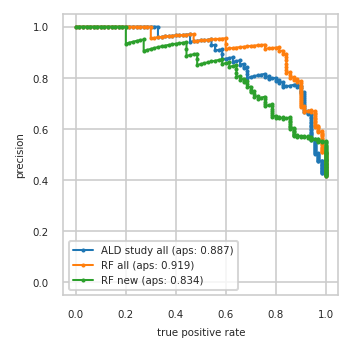 1.0
0.8
0.6
0.4
0.2
0.0
precision
ALD study all (aps: 0.887)
RF all (aps: 0.919)
RF new (aps: 0.834)
0.0 0.2 0.4 0.6 0.8 1.0
true positive rate